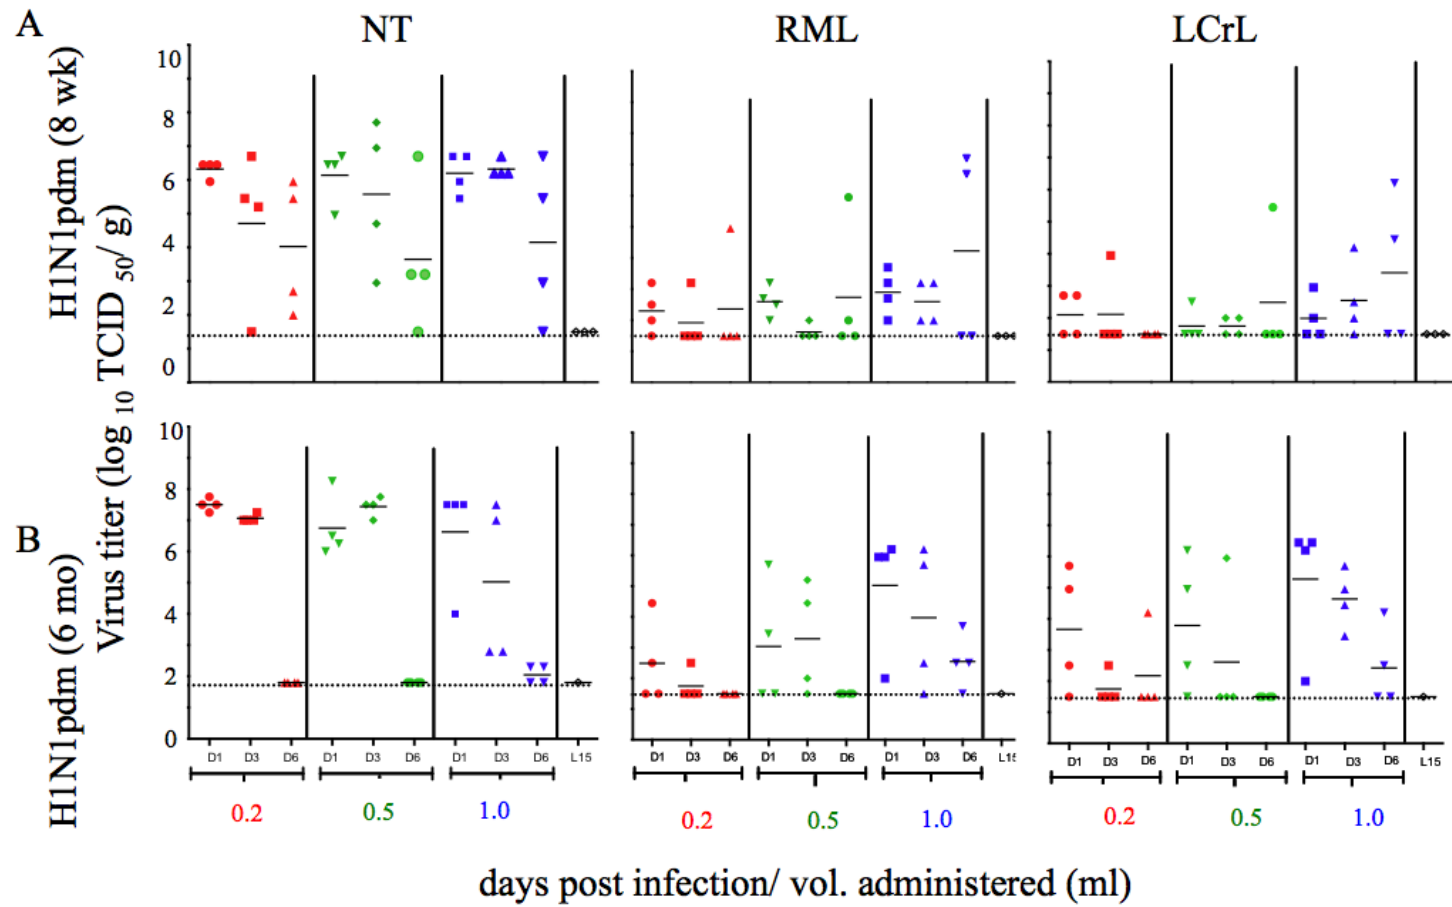 A
NT
RML
LCrL
H1N1pdm (8 wk)
10
8
6
4
2
0
Virus titer (log 10 TCID 50/ g)
B
H1N1pdm (6 mo)
10
8
6
4
2
0
D1 D3 D6 D1 D3 D6 D1 D3 D6 L15
D1 D3 D6 D1 D3 D6 D1 D3 D6 L15
D1 D3 D6 D1 D3 D6 D1 D3 D6 L15
0.2 0.5 1.0
0.2 0.5 1.0
0.2 0.5 1.0
days post infection/ vol. administered (ml)